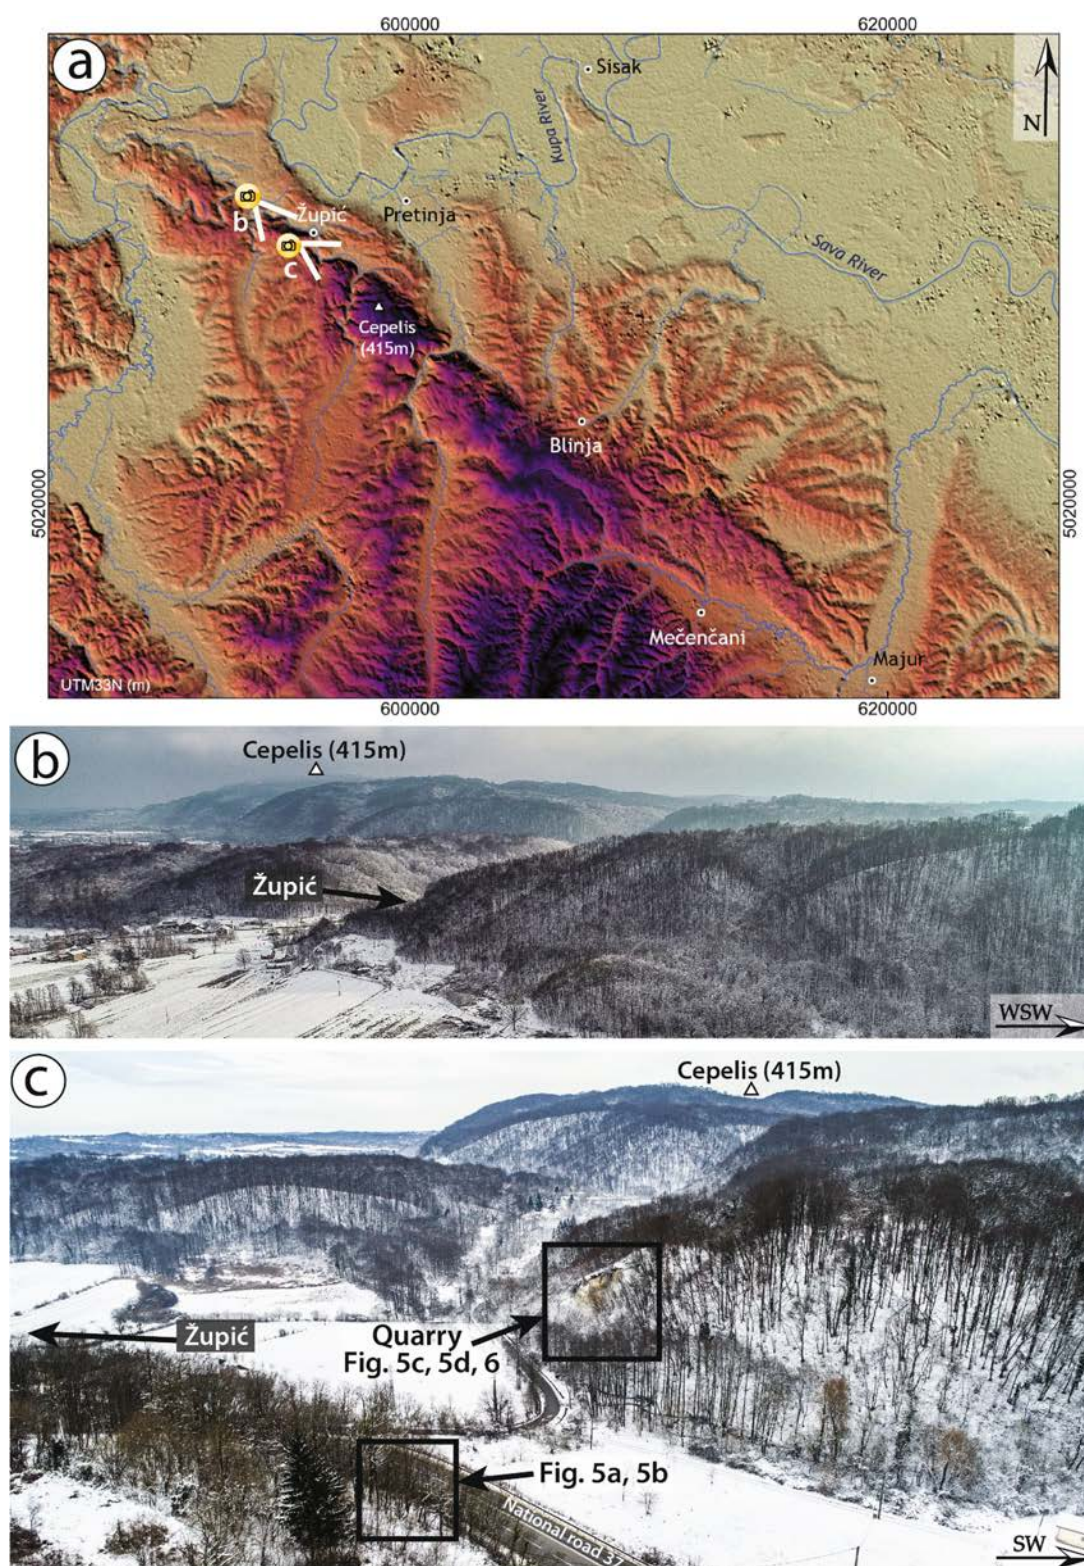 600000
620000
a
N
Sisak
Kupa River
b
Župić
Pretinja
c
Sava River
Cepelis
(415m)
Blinja
5020000
5020000
Mečenčani
Majur
UTM33N (m)
600000
620000
b
Cepelis (415m)
Župić
WSW
c
Cepelis (415m)
Župić
Quarry
Fig. 5c, 5d, 6
Fig. 5a, 5b
National road 37
SW